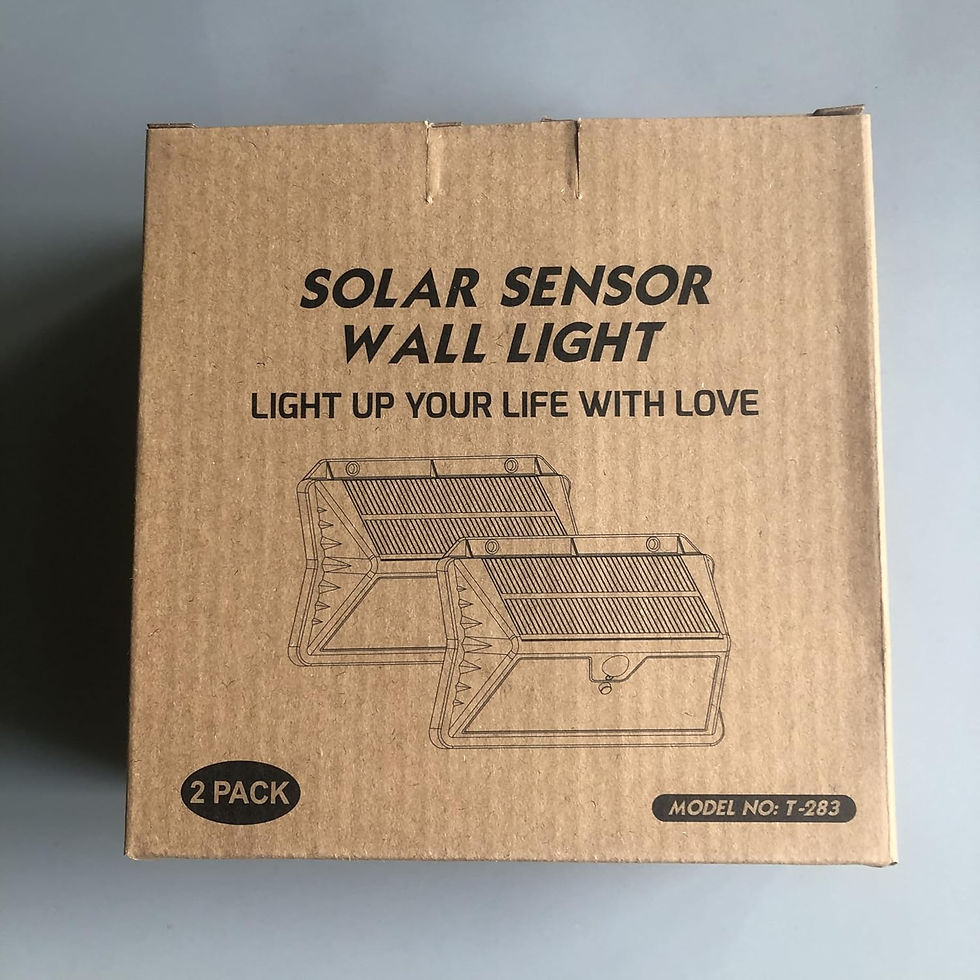 SOLAR SENSOR
WALL LIGHT
LIGHT UP YOUR LIFE WITH LOVE
2 PACK
MODEL NO: T-283